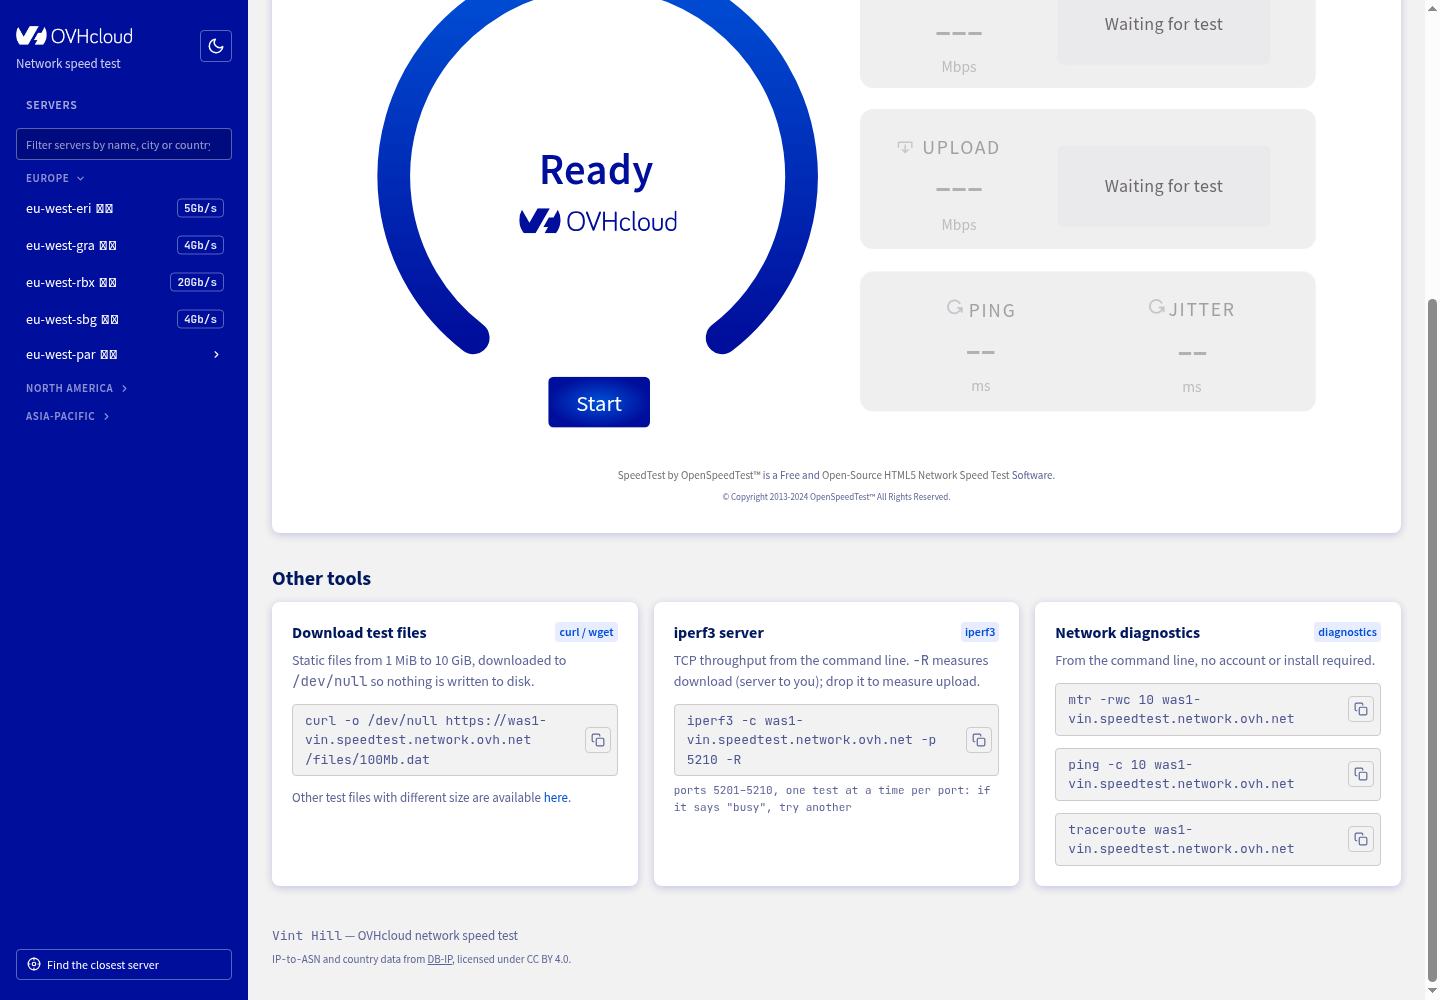 OVHcloud
Network speed test
SERVERS
Filter servers by name, city or country
EUROPE
eu-west-eri
5Gb/s
eu-west-gra
4Gb/s
eu-west-rbx
20Gb/s
eu-west-sbg
4Gb/s
eu-west-par
NORTH AMERICA
ASIA-PACIFIC
Find the closest server
Ready
OVHcloud
Start
Mbps
Waiting for test
UPLOAD
Mbps
Waiting for test
PING
ms
JITTER
ms
SpeedTest by OpenSpeedTest™ is a Free and Open-Source HTML5 Network Speed Test Software.
© Copyright 2013-2024 OpenSpeedTest™ All Rights Reserved.
Other tools
Download test files
curl / wget
Static files from 1 MiB to 10 GiB, downloaded to
/dev/null so nothing is written to disk.
curl -o /dev/null https://was1-
vin.speedtest.network.ovh.net
/files/100Mb.dat
Other test files with different size are available here.
iperf3 server
iperf3
TCP throughput from the command line. -R measures
download (server to you); drop it to measure upload.
iperf3 -c was1-
vin.speedtest.network.ovh.net -p
5210 -R
ports 5201–5210, one test at a time per port: if
it says "busy", try another
Network diagnostics
diagnostics
From the command line, no account or install required.
mtr -rwc 10 was1-
vin.speedtest.network.ovh.net
ping -c 10 was1-
vin.speedtest.network.ovh.net
traceroute was1-
vin.speedtest.network.ovh.net
Vint Hill — OVHcloud network speed test
IP-to-ASN and country data from DB-IP, licensed under CC BY 4.0.